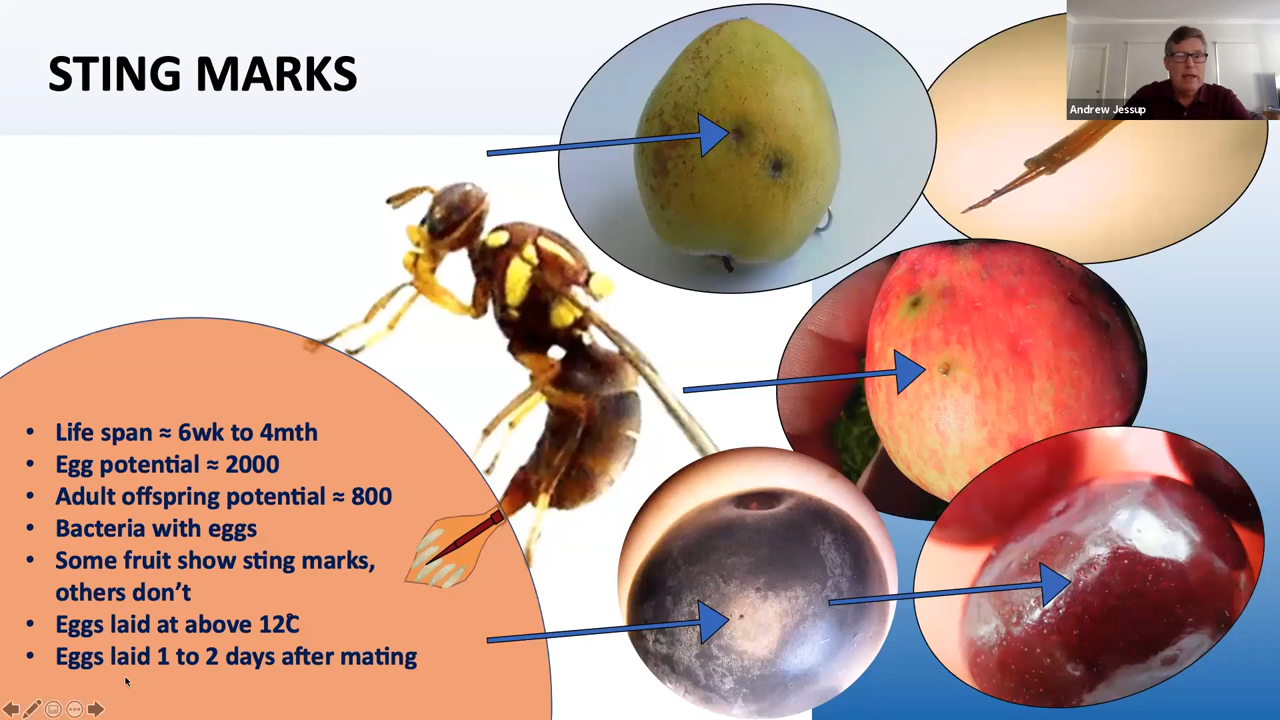 STING MARKS
Andrew Jessup
• Life span ≈ 6wk to 4mth
• Egg potential ≈ 2000
• Adult offspring potential ≈ 800
• Bacteria with eggs
• Some fruit show sting marks,
others don't
• Eggs laid at above 12°C
• Eggs laid 1 to 2 days after mating